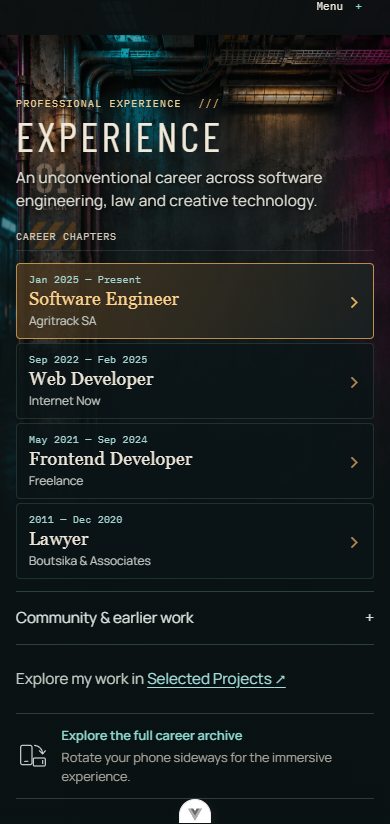 Menu +
PROFESSIONAL EXPERIENCE ///
EXPERIENCE
An unconventional career across software
engineering, law and creative technology.
01
CAREER CHAPTERS
Jan 2025 — Present
Software Engineer
Agritrack SA
Sep 2022 — Feb 2025
Web Developer
Internet Now
May 2021 — Sep 2024
Frontend Developer
Freelance
2011 — Dec 2020
Lawyer
Boutsika & Associates
Community & earlier work +
Explore my work in Selected Projects ↗
Explore the full career archive
Rotate your phone sideways for the immersive
experience.